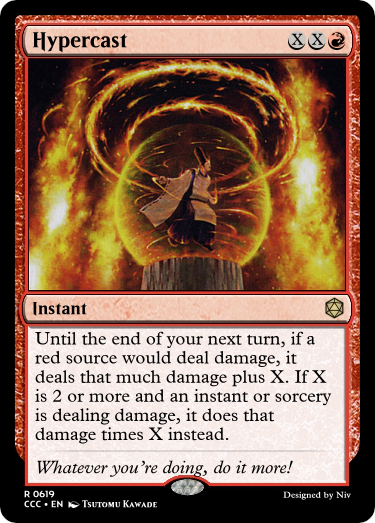 Hypercast XXR
Instant
Until the end of your next turn, if a
red source would deal damage, it
deals that much damage plus X. If X
is 2 or more and an instant or sorcery
is dealing damage, it does that
damage times X instead.
Whatever you're doing, do it more!
R 0619
CCC • EN Tsutomu Kawade
Designed by Niv